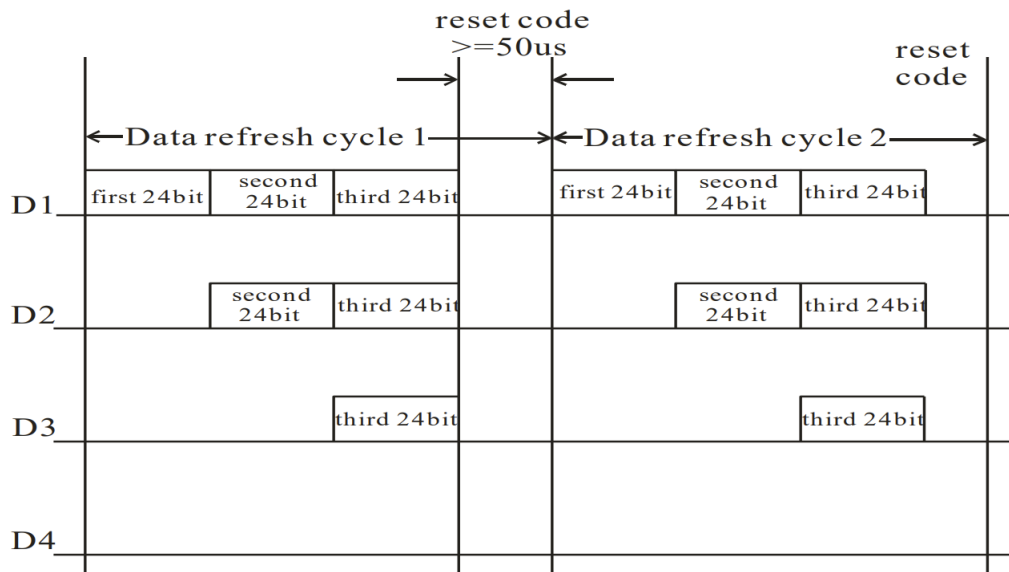 reset code
>=50us
reset
code
Data refresh cycle 1
Data refresh cycle 2
D1
first 24bit
second
24bit
third 24bit
first 24bit
second
24bit
third 24bit
D2
second
24bit
third 24bit
second
24bit
third 24bit
D3
third 24bit
third 24bit
D4